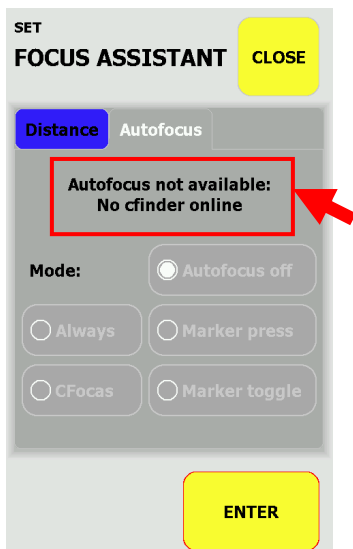 SET
FOCUS ASSISTANT
CLOSE
Distance
Autofocus
Autofocus not available:
No cfinder online
Mode:
Autofocus off
Always
Marker press
CFocas
Marker toggle
ENTER